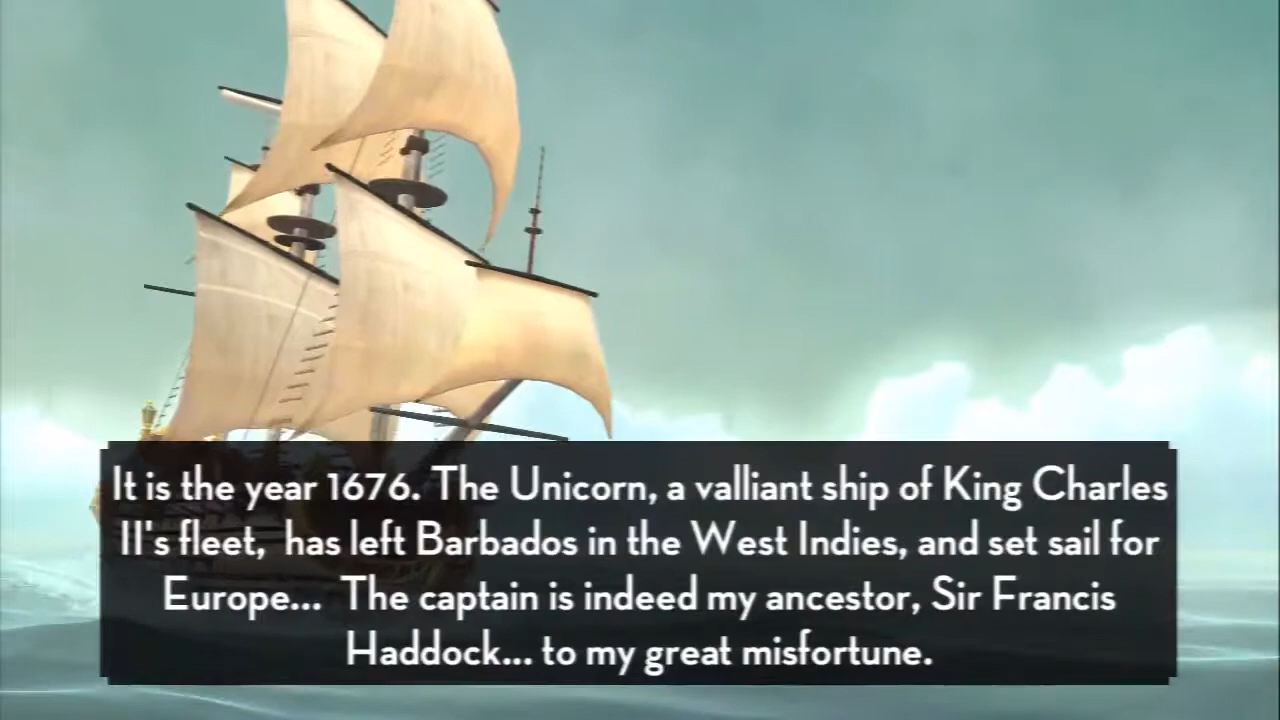 It is the year 1676. The Unicorn, a valliant ship of King Charles
II's fleet,  has left Barbados in the West Indies, and set sail for
Europe...  The captain is indeed my ancestor, Sir Francis
Haddock... to my great misfortune.